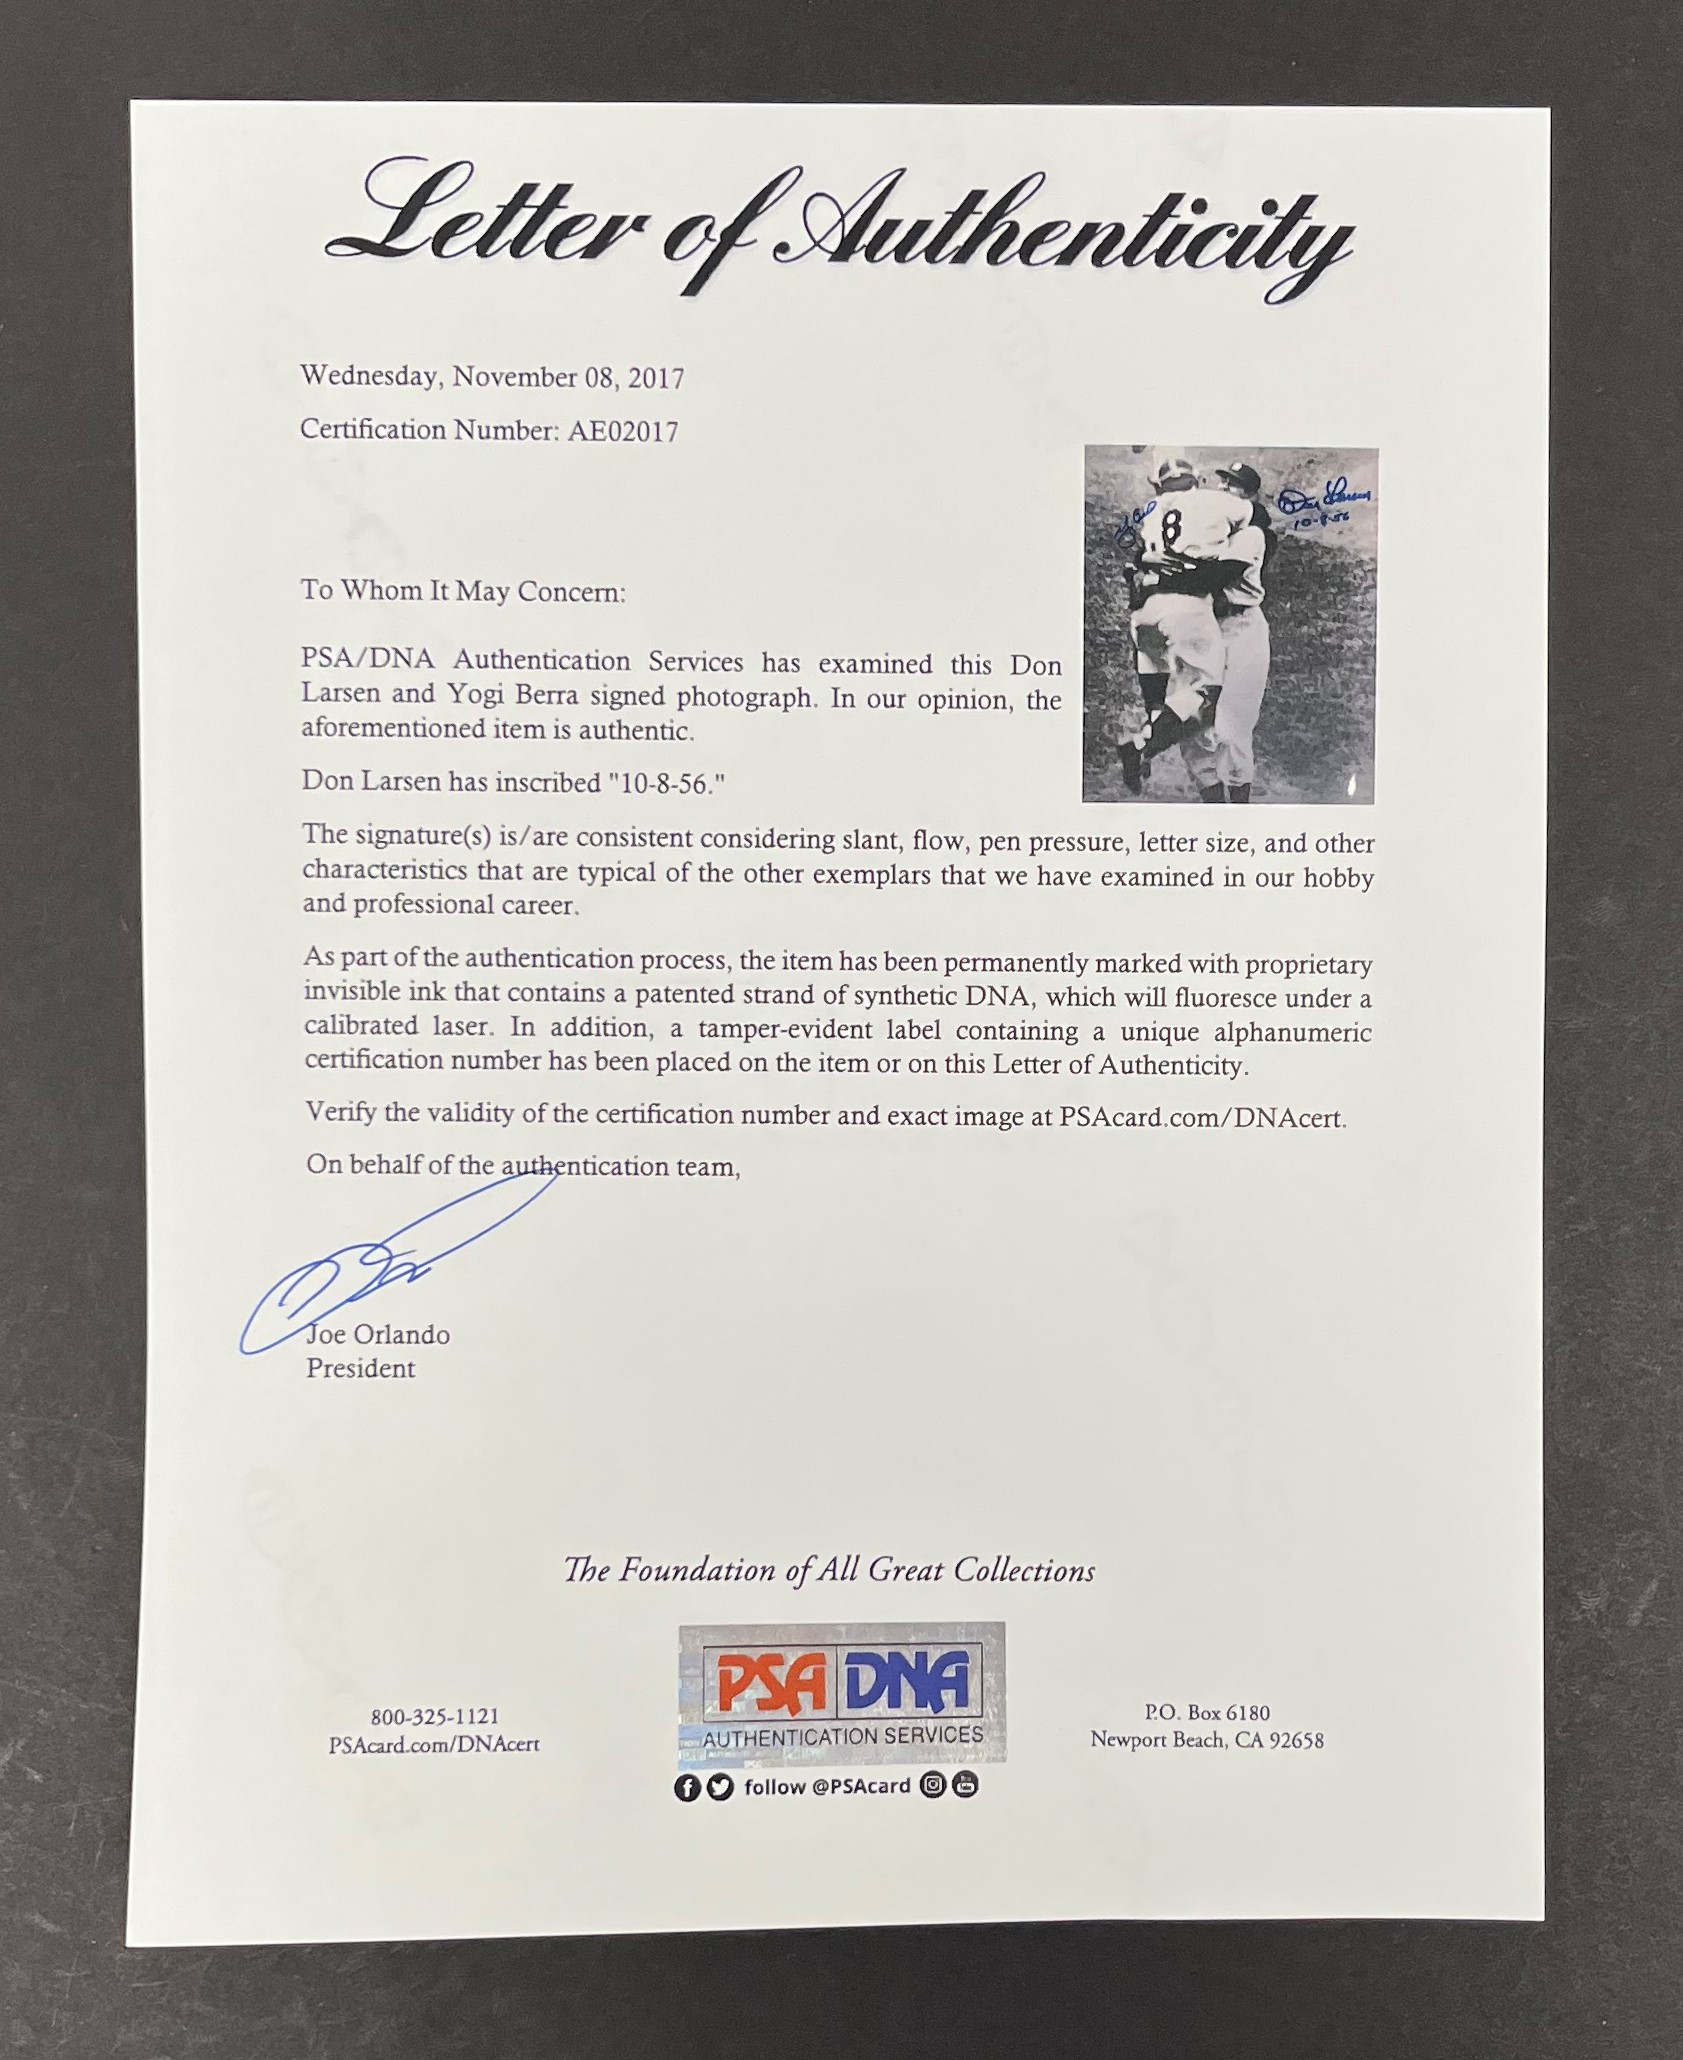 Letter of Authenticity
Wednesday, November 08, 2017
Certification Number: AE02017
8
Don Larsen
10-8-56
To Whom It May Concern:
PSA/DNA Authentication Services has examined this Don
Larsen and Yogi Berra signed photograph. In our opinion, the
aforementioned item is authentic.
Don Larsen has inscribed "10-8-56."
The signature(s) is/are consistent considering slant, flow, pen pressure, letter size, and other
characteristics that are typical of the other exemplars that we have examined in our hobby
and professional career.
As part of the authentication process, the item has been permanently marked with proprietary
invisible ink that contains a patented strand of synthetic DNA, which will fluoresce under a
calibrated laser. In addition, a tamper-evident label containing a unique alphanumeric
certification number has been placed on the item or on this Letter of Authenticity.
Verify the validity of the certification number and exact image at PSAcard.com/DNAcert.
On behalf of the authentication team,
Joe Orlando
President
The Foundation of All Great Collections
800-325-1121
PSAcard.com/DNAcert
PSA DNA
AUTHENTICATION SERVICES
follow @PSAcard
P.O. Box 6180
Newport Beach, CA 92658